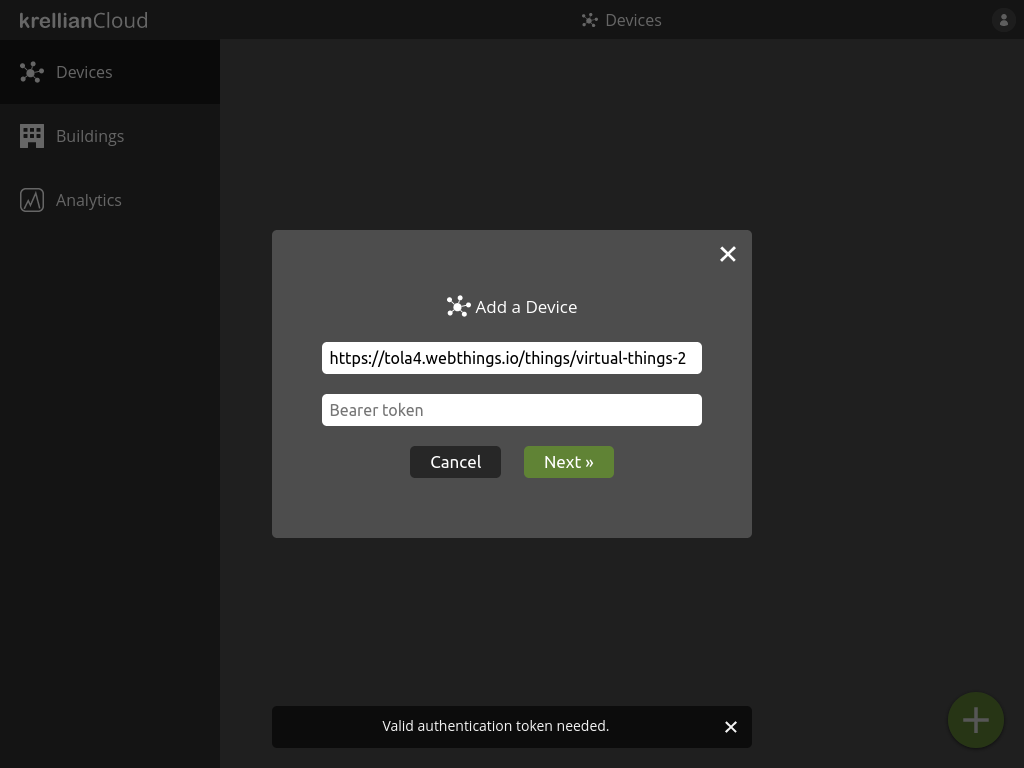 krellianCloud
Devices
Devices
Buildings
Analytics
Add a Device
https://tola4.webthings.io/things/virtual-things-2
Bearer token
Cancel
Next »
Valid authentication token needed.